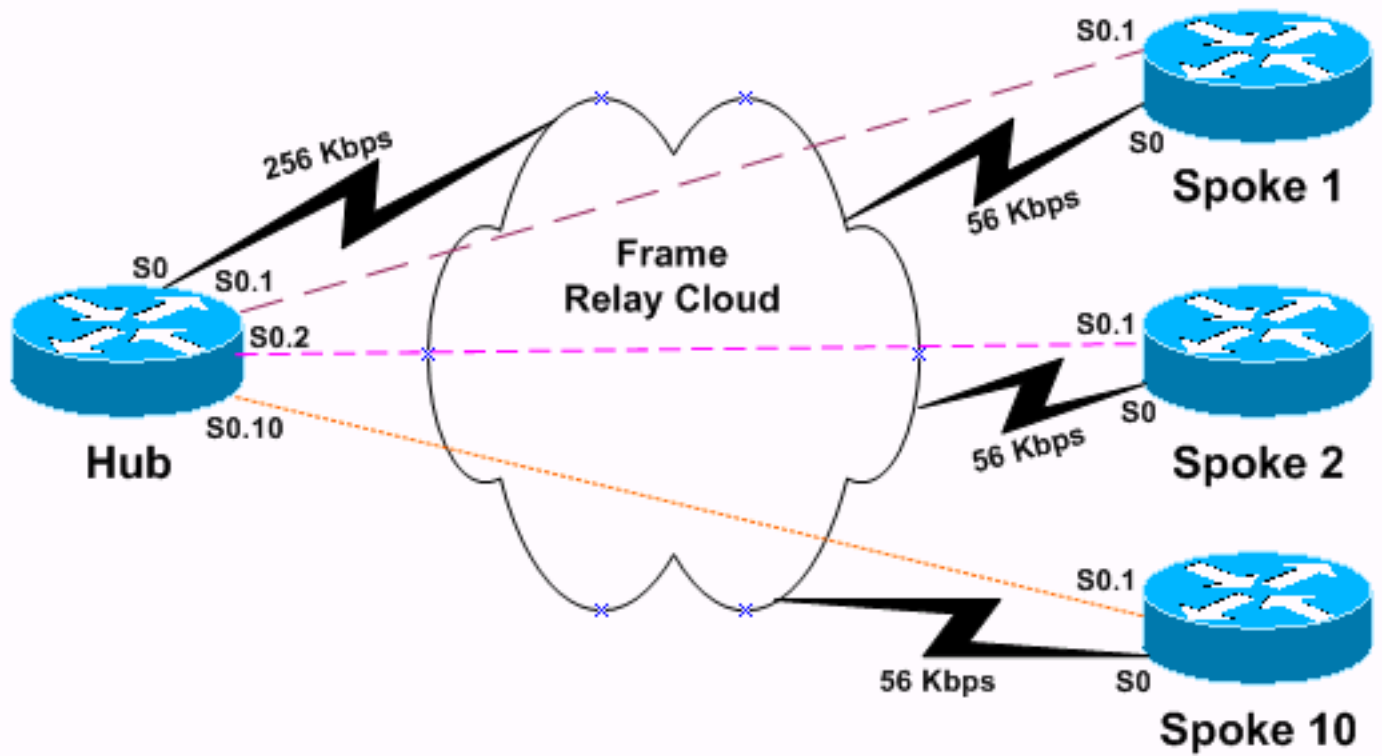 S0.1
256 Kbps
S0
Spoke 1
56 Kbps
Frame
Relay Cloud
S0
S0.1
S0.2
S0.10
Hub
S0.1
S0
56 Kbps
Spoke 2
S0.1
56 Kbps
S0
Spoke 10